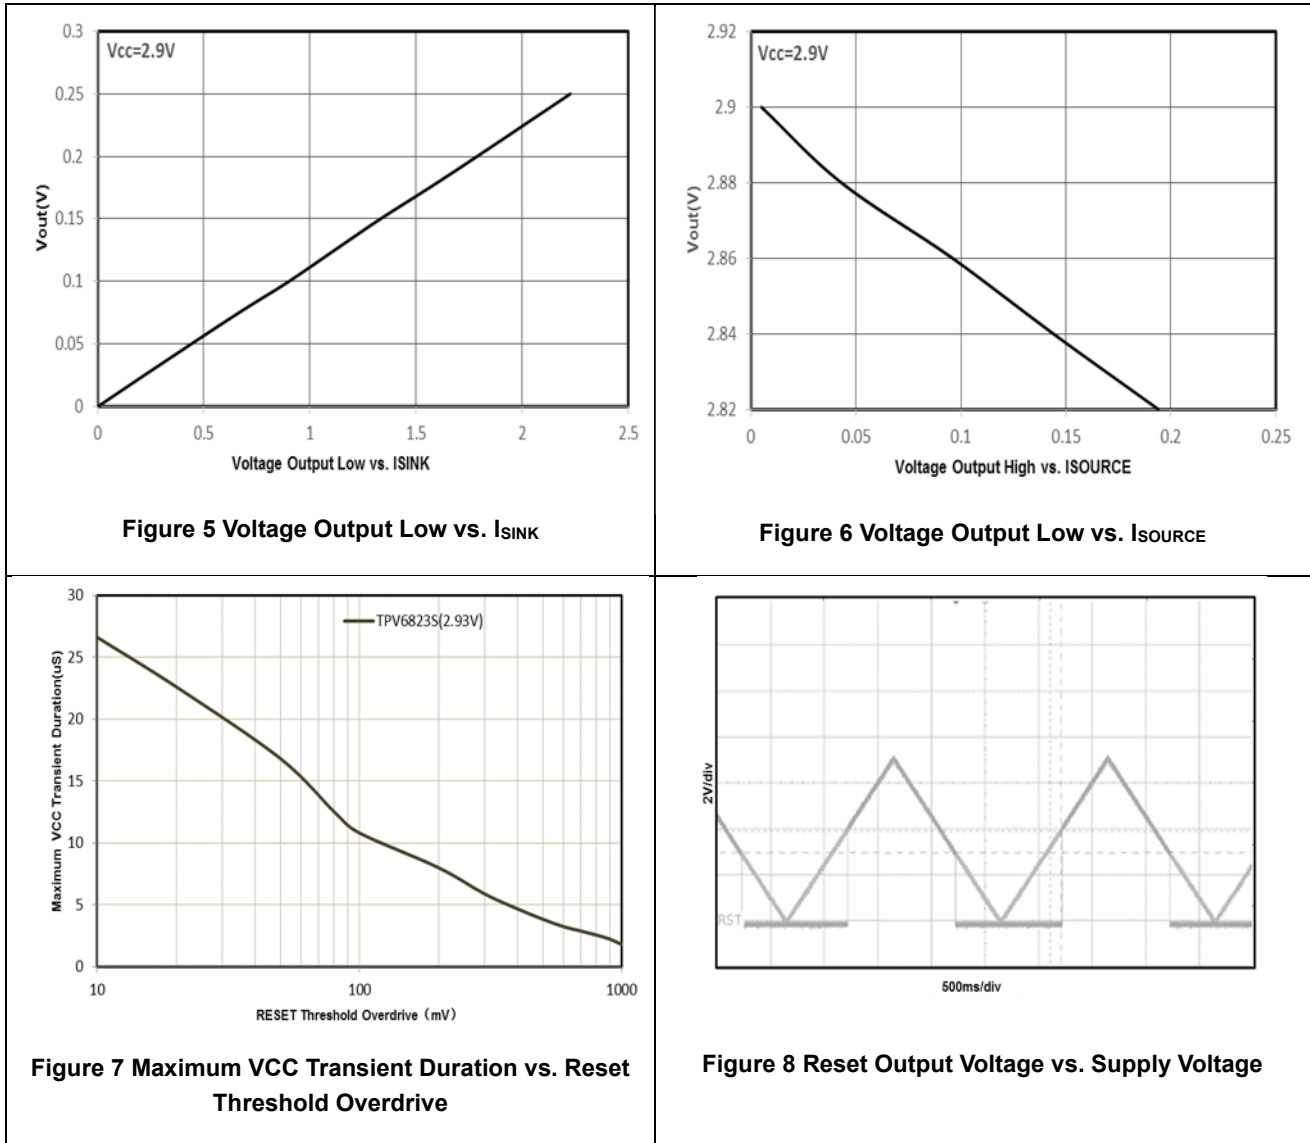 Vcc=2.9V
0.3
0.25
0.2
0.15
0.1
0.05
0
Vout(V)
0 0.5 1 1.5 2 2.5
Voltage Output Low vs. ISINK
Figure 5 Voltage Output Low vs. ISINK
Vcc=2.9V
2.92
2.9
2.88
2.86
2.84
2.82
Vout(V)
0 0.05 0.1 0.15 0.2 0.25
Voltage Output High vs. ISOURCE
Figure 6 Voltage Output Low vs. ISOURCE
30
25
20
15
10
5
0
Maximum VCC Transient Duration(uS)
TPV6823S(2.93V)
10 100 1000
RESET Threshold Overdrive (mV)
Figure 7 Maximum VCC Transient Duration vs. Reset
Threshold Overdrive
2V/div
RST
500ms/div
Figure 8 Reset Output Voltage vs. Supply Voltage